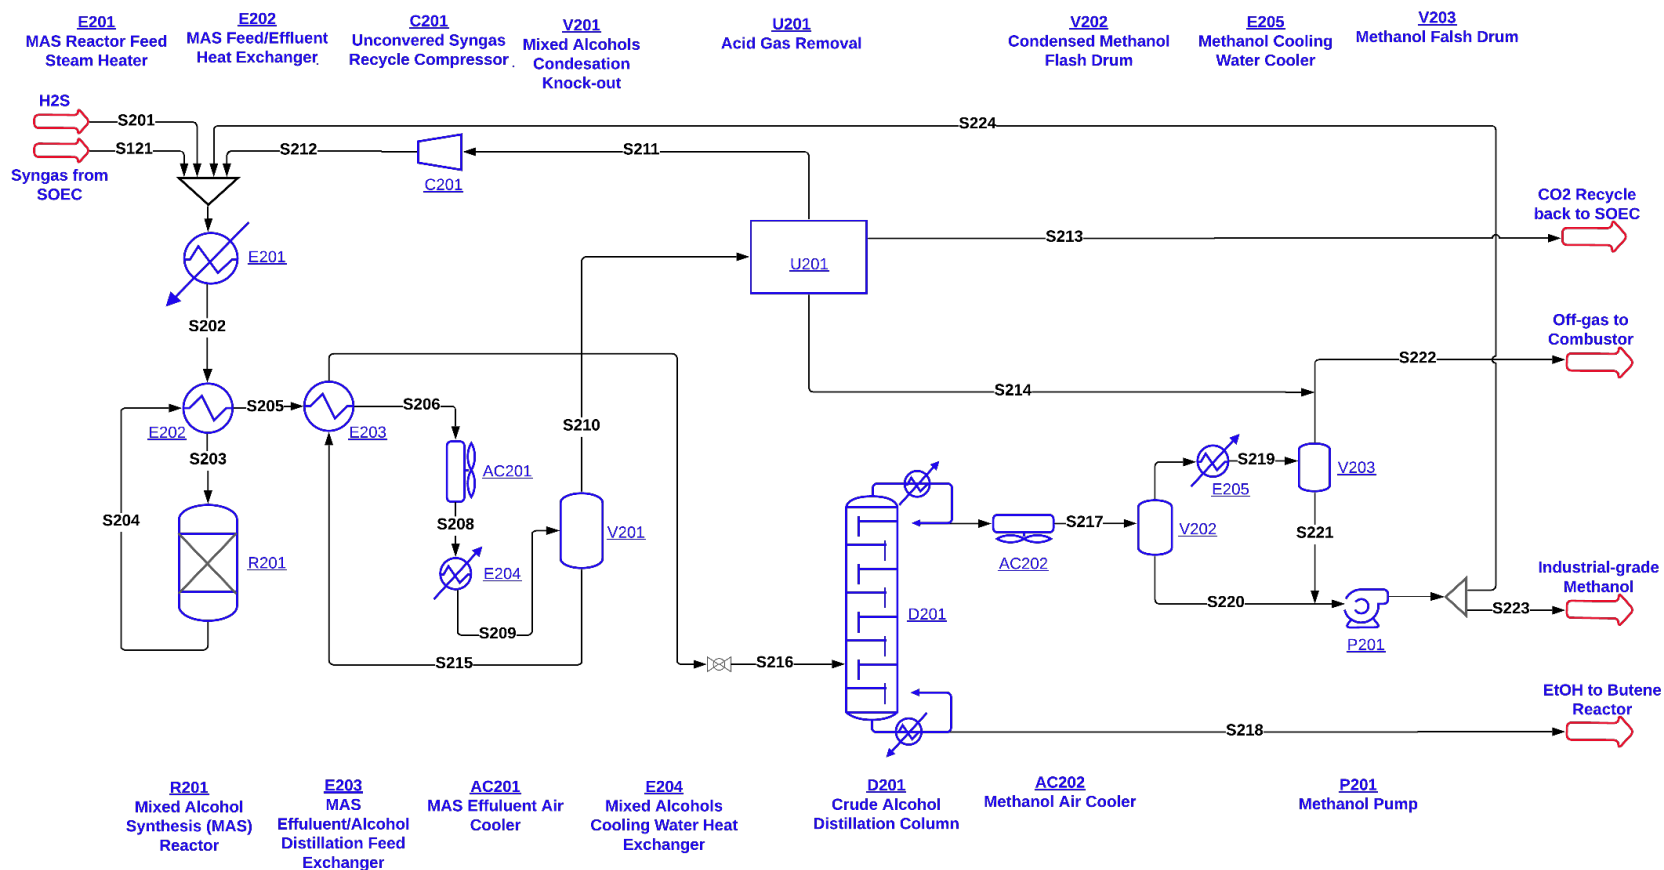 E201
MAS Reactor Feed
Steam Heater
E202
MAS Feed/Effluent
Heat Exchanger.
C201
Unconvered Syngas
Recycle Compressor .
V201
Mixed Alcohols
Condesation
Knock-out
U201
Acid Gas Removal
V202
Condensed Methanol
Flash Drum
E205
Methanol Cooling
Water Cooler
V203
Methanol Falsh Drum
H2S
S201
S224
S121
S212
S211
Syngas from
SOEC
C201
CO2 Recycle
back to SOEC
S213
E201
U201
S202
Off-gas to
Combustor
S222
S214
S205
S206
E202
E203
S210
S203
AC201
S219
V203
E205
S204
S208
V201
S217
V202
S221
R201
E204
AC202
Industrial-grade
Methanol
S220
S223
D201
S209
P201
S215
S216
EtOH to Butene
Reactor
S218
R201
Mixed Alcohol
Synthesis (MAS)
Reactor
E203
MAS
Effuluent/Alcohol
Distillation Feed
Exchanger
AC201
MAS Effuluent Air
Cooler
E204
Mixed Alcohols
Cooling Water Heat
Exchanger
D201
Crude Alcohol
Distillation Column
AC202
Methanol Air Cooler
P201
Methanol Pump